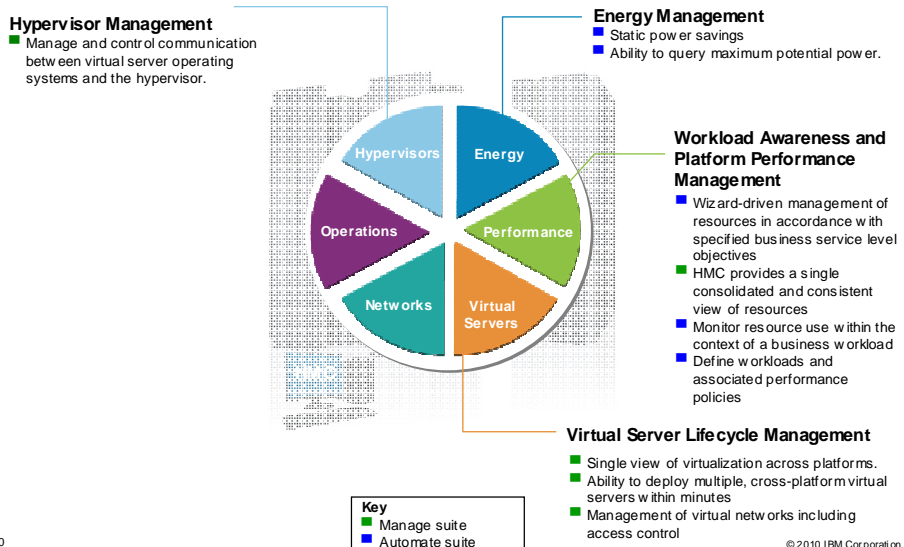 Hypervisor Management
Manage and control communication
between virtual server operating
systems and the hypervisor.
Energy Management
Static power savings
Ability to query maximum potential power.
Hypervisors
Energy
Operations
Performance
Networks
Virtual
Servers
Workload Awareness and
Platform Performance
Management
Wizard-driven management of
resources in accordance with
specified business service level
objectives
HMC provides a single
consolidated and consistent
view of resources
Monitor resource use within the
context of a business workload
Define workloads and
associated performance
policies
Virtual Server Lifecycle Management
Single view of virtualization across platforms.
Ability to deploy multiple, cross-platform virtual
servers within minutes
Management of virtual networks including
access control
Key
Manage suite
Automate suite
© 2010 IBM Corporation